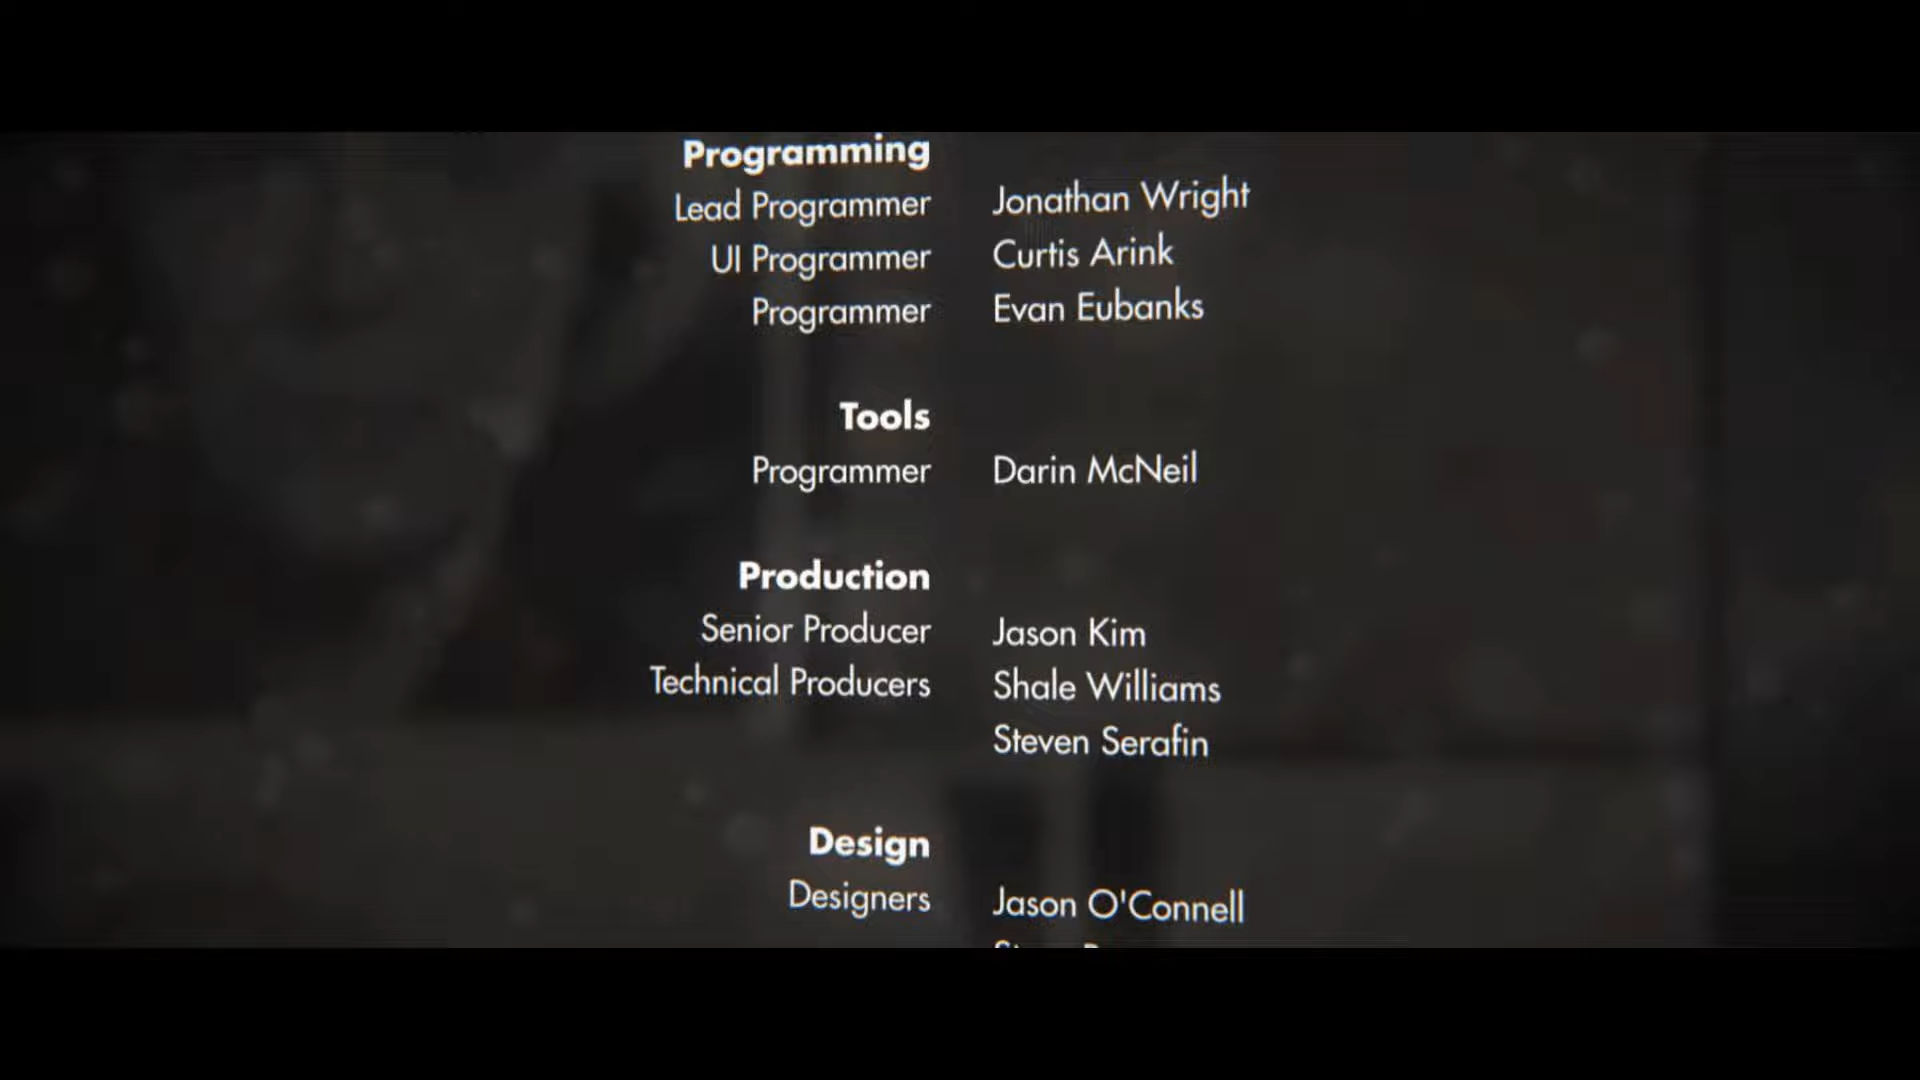 Programming
Lead Programmer Jonathan Wright
UI Programmer Curtis Arink
Programmer Evan Eubanks
Tools
Programmer Darin McNeil
Production
Senior Producer Jason Kim
Technical Producers Shale Williams
Steven Serafin
Design
Designers Jason O'Connell